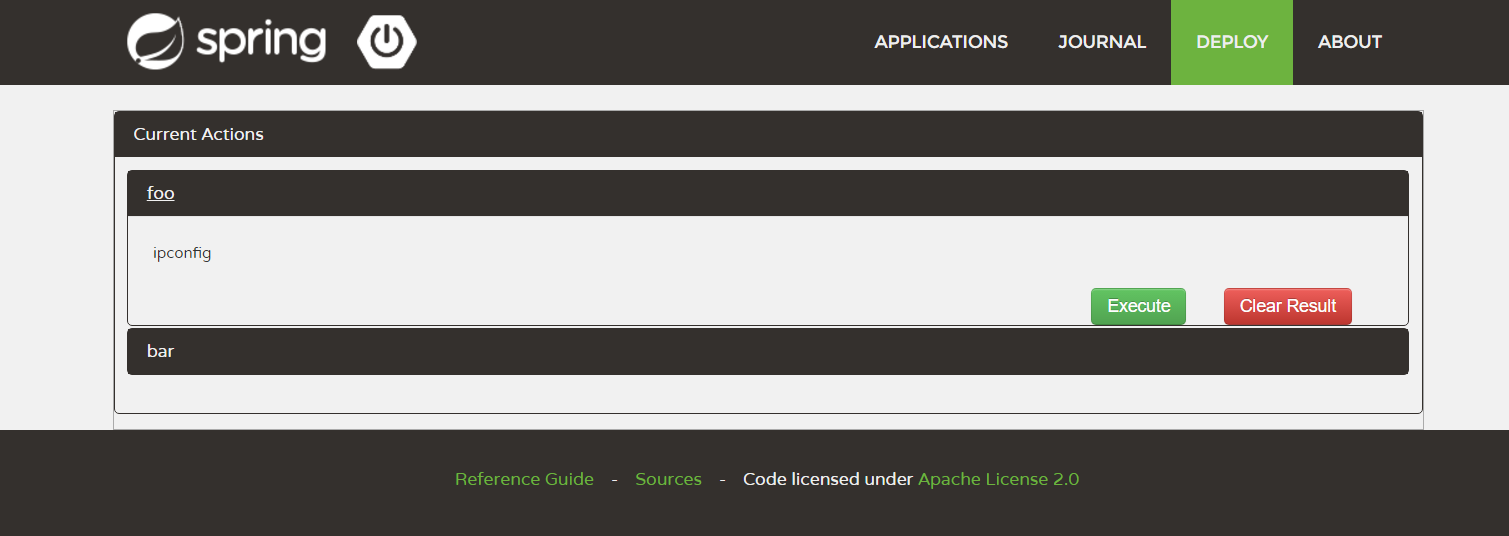 spring
APPLICATIONS JOURNAL DEPLOY ABOUT
Current Actions
foo
ipconfig
Execute Clear Result
bar
Reference Guide - Sources - Code licensed under Apache License 2.0